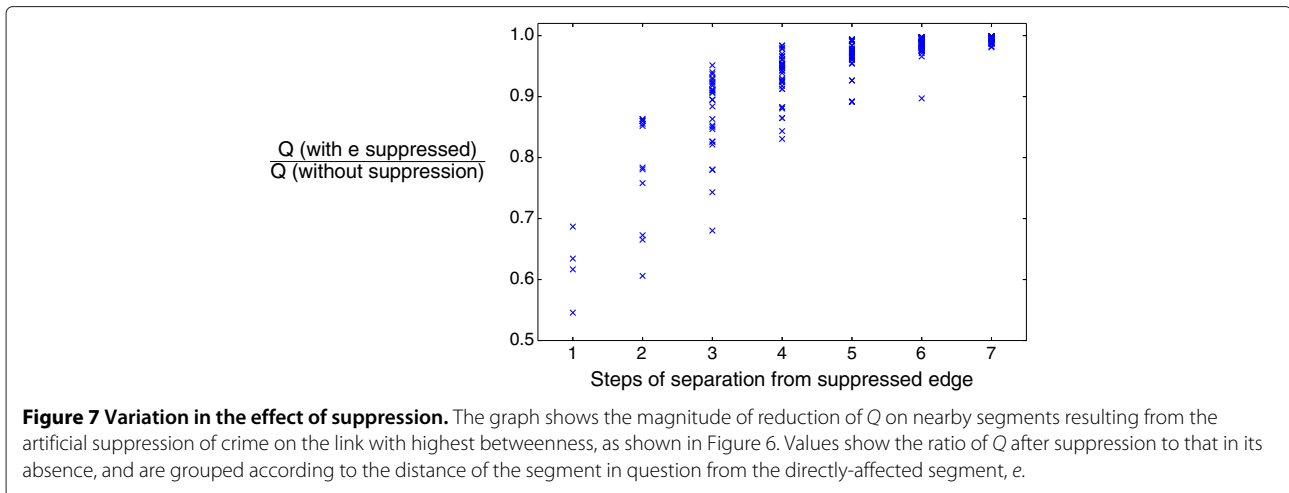 1.0
0.9
0.8
0.7
0.6
0.5
Q (with e suppressed)
Q (without suppression)
1 2 3 4 5 6 7
Steps of separation from suppressed edge
Figure 7 Variation in the effect of suppression. The graph shows the magnitude of reduction of Q on nearby segments resulting from the
artificial suppression of crime on the link with highest betweenness, as shown in Figure 6. Values show the ratio of Q after suppression to that in its
absence, and are grouped according to the distance of the segment in question from the directly-affected segment, e.